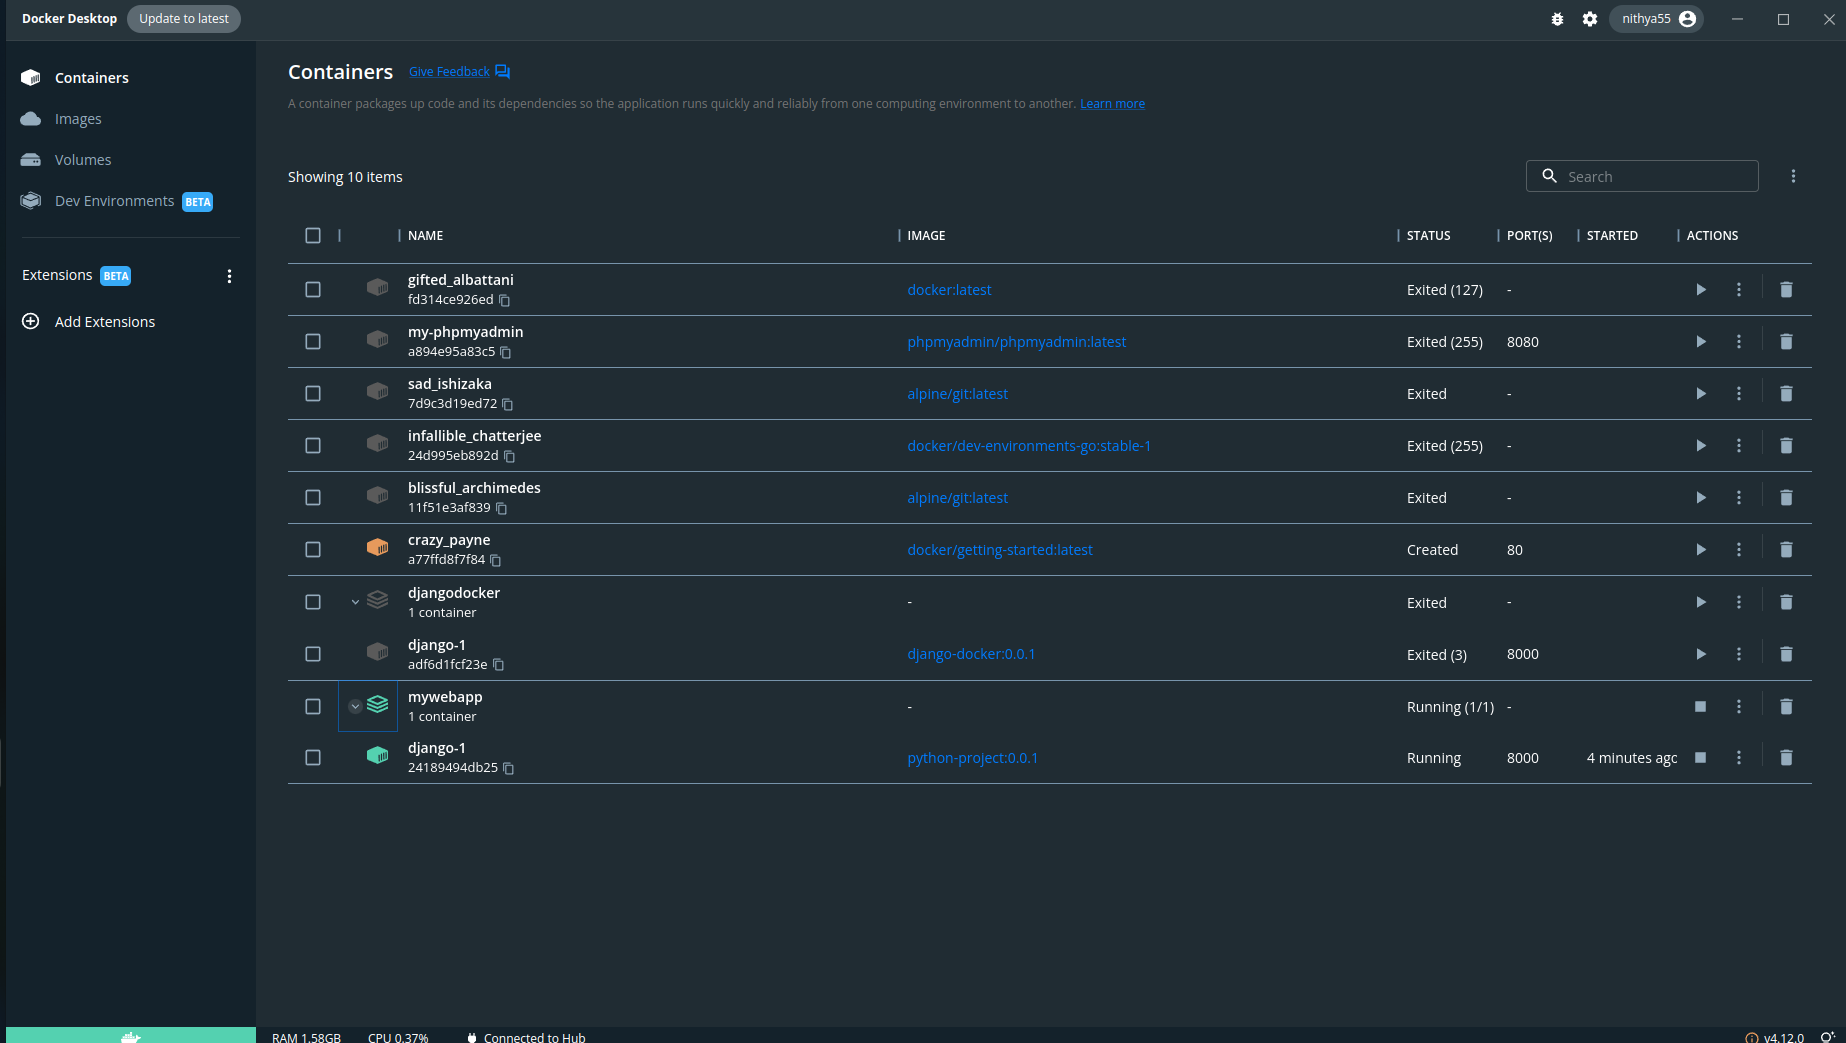 Docker Desktop Update to latest nithya55
Containers
Images
Volumes
Dev Environments BETA
Extensions BETA
Add Extensions
Containers Give Feedback
A container packages up code and its dependencies so the application runs quickly and reliably from one computing environment to another. Learn more
Showing 10 items Search
NAME IMAGE STATUS PORT(S) STARTED ACTIONS
gifted_albattani
fd314ce926ed docker:latest Exited (127) -
my-phpmyadmin
a894e95a83c5 phpmyadmin/phpmyadmin:latest Exited (255) 8080
sad_ishizaka
7d9c3d19ed72 alpine/git:latest Exited -
infallible_chatterjee
24d995eb892d docker/dev-environments-go:stable-1 Exited (255) -
blissful_archimedes
11f51e3af839 alpine/git:latest Exited -
crazy_payne
a77ffd8f7f84 docker/getting-started:latest Created 80
djangodocker
1 container - Exited -
django-1
adf6d1fcf23e django-docker:0.0.1 Exited (3) 8000
mywebapp
1 container - Running (1/1) -
django-1
24189494db25 python-project:0.0.1 Running 8000 4 minutes ago
RAM 1.58GB CPU 0.37% Connected to Hub v4.12.0